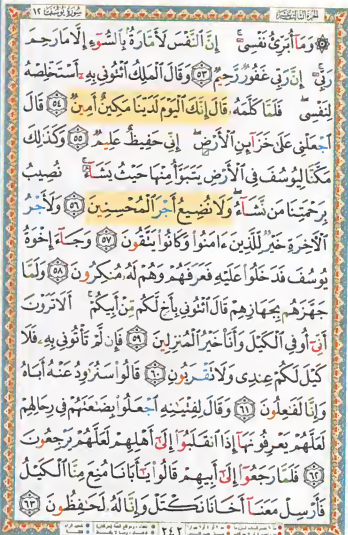 الجزء الثالث عشر سورة يوسف ١٢
۞ وَمَآ أُبَرِّئُ نَفْسِيٓ ۚ إِنَّ ٱلنَّفْسَ لَأَمَّارَةُۢ بِٱلسُّوٓءِ إِلَّا مَا رَحِمَ
رَبِّيٓ ۚ إِنَّ رَبِّي غَفُورٞ رَّحِيمٞ ٥٣ وَقَالَ ٱلْمَلِكُ ٱئْتُونِي بِهِۦٓ أَسْتَخْلِصْهُ
لِنَفْسِي ۖ فَلَمَّا كَلَّمَهُۥ قَالَ إِنَّكَ ٱلْيَوْمَ لَدَيْنَا مَكِينٌ أَمِينٞ ٥٤ قَالَ
ٱجْعَلْنِي عَلَىٰ خَزَآئِنِ ٱلْأَرْضِ ۖ إِنِّي حَفِيظٌ عَلِيمٞ ٥٥ وَكَذَٰلِكَ
مَكَّنَّا لِيُوسُفَ فِي ٱلْأَرْضِ يَتَبَوَّأُ مِنْهَا حَيْثُ يَشَآءُ ۚ نُصِيبُ
بِرَحْمَتِنَا مَن نَّشَآءُ ۖ وَلَا نُضِيعُ أَجْرَ ٱلْمُحْسِنِينَ ٥٦ وَلَأَجْرُ
ٱلْأٓخِرَةِ خَيْرٞ لِّلَّذِينَ ءَامَنُوا۟ وَكَانُوا۟ يَتَّقُونَ ٥٧ وَجَآءَ إِخْوَةُ
يُوسُفَ فَدَخَلُوا۟ عَلَيْهِ فَعَرَفَهُمْ وَهُمْ لَهُۥ مُنكِرُونَ ٥٨ وَلَمَّا
جَهَّزَهُم بِجَهَازِهِمْ قَالَ ٱئْتُونِي بِأَخٖ لَّكُم مِّنْ أَبِيكُمْ ۚ أَلَا تَرَوْنَ
أَنِّيٓ أُوفِي ٱلْكَيْلَ وَأَنَا۠ خَيْرُ ٱلْمُنزِلِينَ ٥٩ فَإِن لَّمْ تَأْتُونِي بِهِۦ فَلَا
كَيْلَ لَكُمْ عِندِي وَلَا تَقْرَبُونِ ٦٠ قَالُوا۟ سَنُرَٰوِدُ عَنْهُ أَبَاهُ
وَإِنَّا لَفَٰعِلُونَ ٦١ وَقَالَ لِفِتْيَٰنِهِ ٱجْعَلُوا۟ بِضَٰعَتَهُمْ فِي رِحَالِهِمْ
لَعَلَّهُمْ يَعْرِفُونَهَآ إِذَا ٱنقَلَبُوٓا۟ إِلَىٰٓ أَهْلِهِمْ لَعَلَّهُمْ يَرْجِعُونَ
٦٢ فَلَمَّا رَجَعُوٓا۟ إِلَىٰٓ أَبِيهِمْ قَالُوا۟ يَٰٓأَبَانَا مُنِعَ مِنَّا ٱلْكَيْلُ
فَأَرْسِلْ مَعَنَآ أَخَانَا نَكْتَلْ وَإِنَّا لَهُۥ لَحَٰفِظُونَ ٦٣
٢٤٢